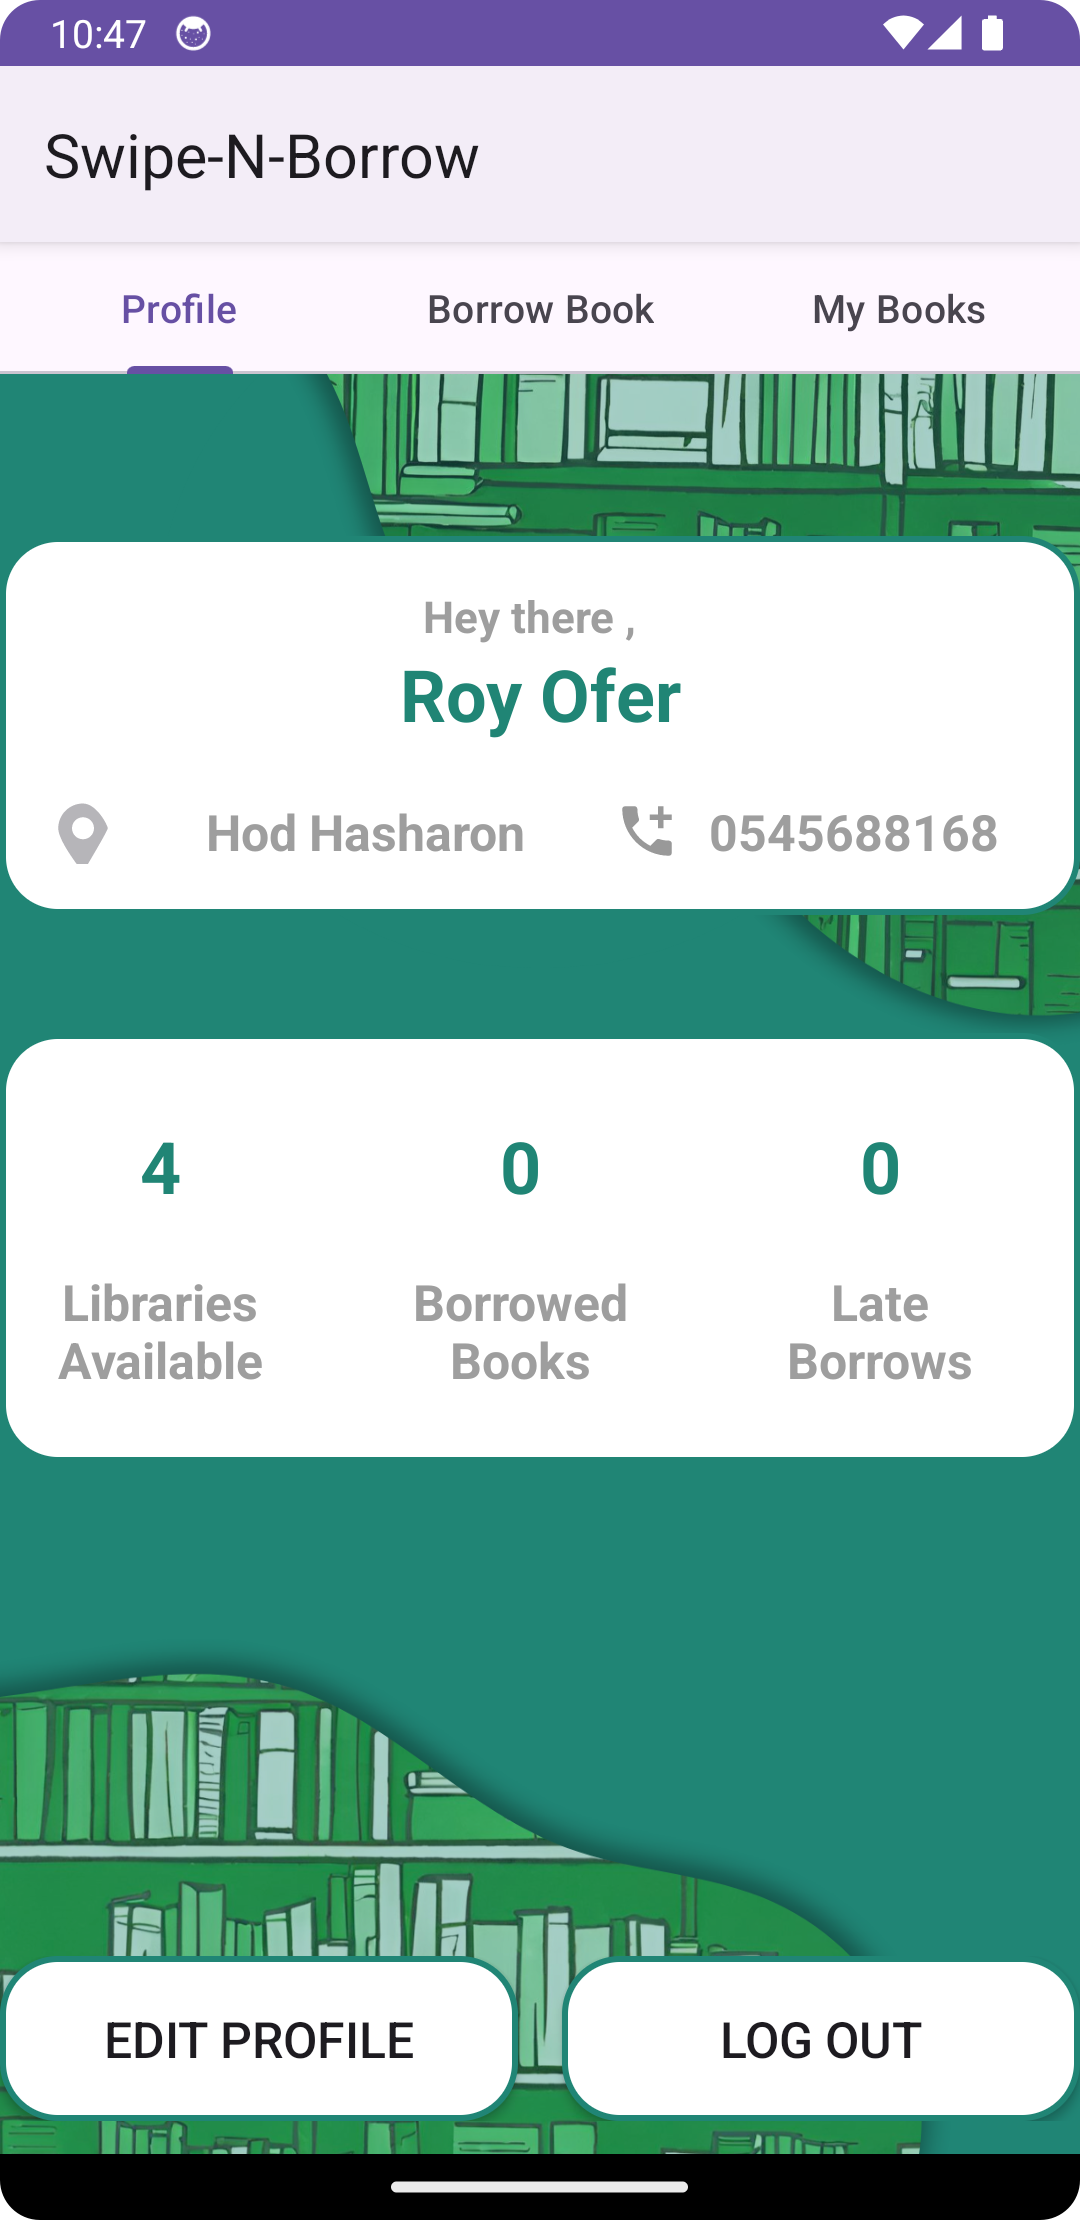 10:47
Swipe-N-Borrow
Profile
Borrow Book
My Books
Hey there ,
Roy Ofer
Hod Hasharon
0545688168
4
0
0
Libraries
Available
Borrowed
Books
Late
Borrows
EDIT PROFILE
LOG OUT